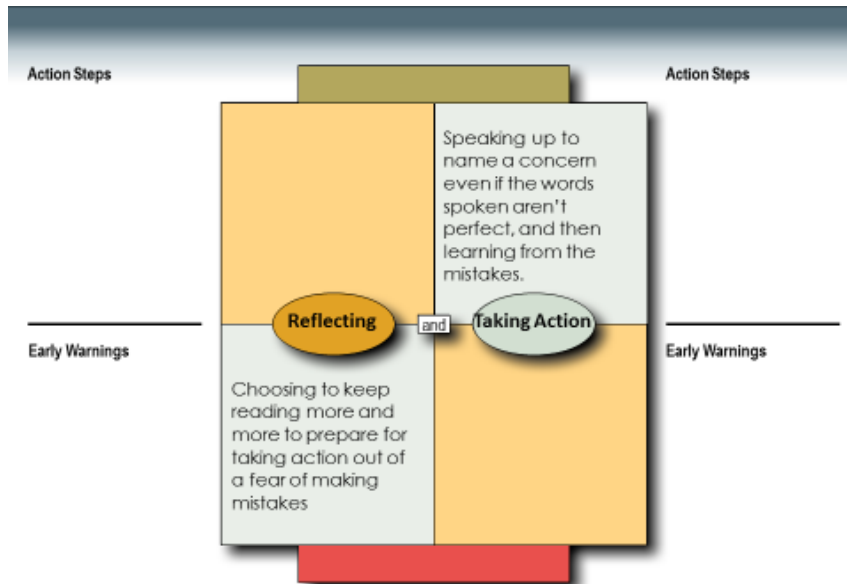 Action Steps
Action Steps
Speaking up to
name a concern
even if the words
spoken aren't
perfect, and then
learning from the
mistakes.
Reflecting
and
Taking Action
Early Warnings
Early Warnings
Choosing to keep
reading more and
more to prepare for
taking action out of
a fear of making
mistakes